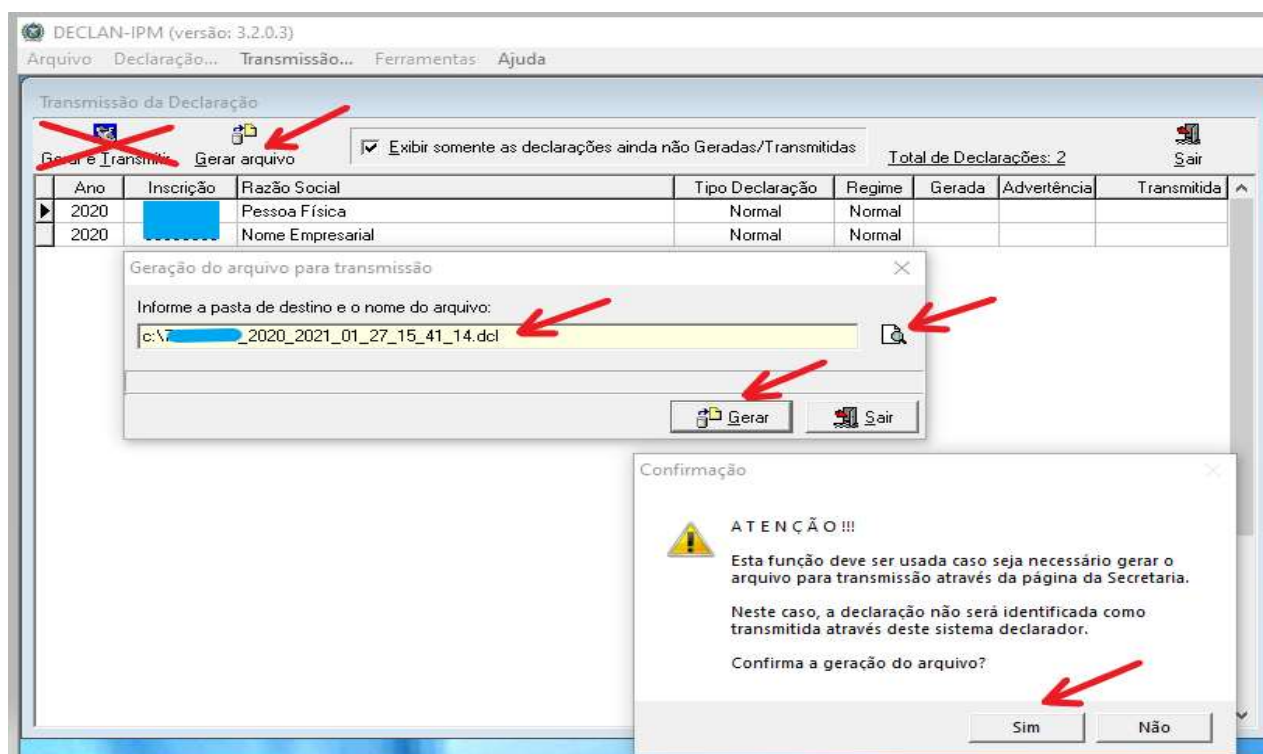 DECLAN-IPM (versão: 3.2.0.3)
Arquivo Declaração... Transmissão... Ferramentas Ajuda
Transmissão da Declaração
Gerar e Transmitir Gerar arquivo Exibir somente as declarações ainda não Geradas/Transmitidas Total de Declarações: 2 Sair
Ano Inscrição Razão Social Tipo Declaração Regime Gerada Advertência Transmitida
2020 Pessoa Física Normal Normal
2020 Nome Empresarial Normal Normal
Geração do arquivo para transmissão
Informe a pasta de destino e o nome do arquivo:
c:\7 _2020_2021_01_27_15_41_14.dcl
Gerar Sair
Confirmação
A T E N Ç Ã O !!!
Esta função deve ser usada caso seja necessário gerar o
arquivo para transmissão através da página da Secretaria.
Neste caso, a declaração não será identificada como
transmitida através deste sistema declarador.
Confirma a geração do arquivo?
Sim Não